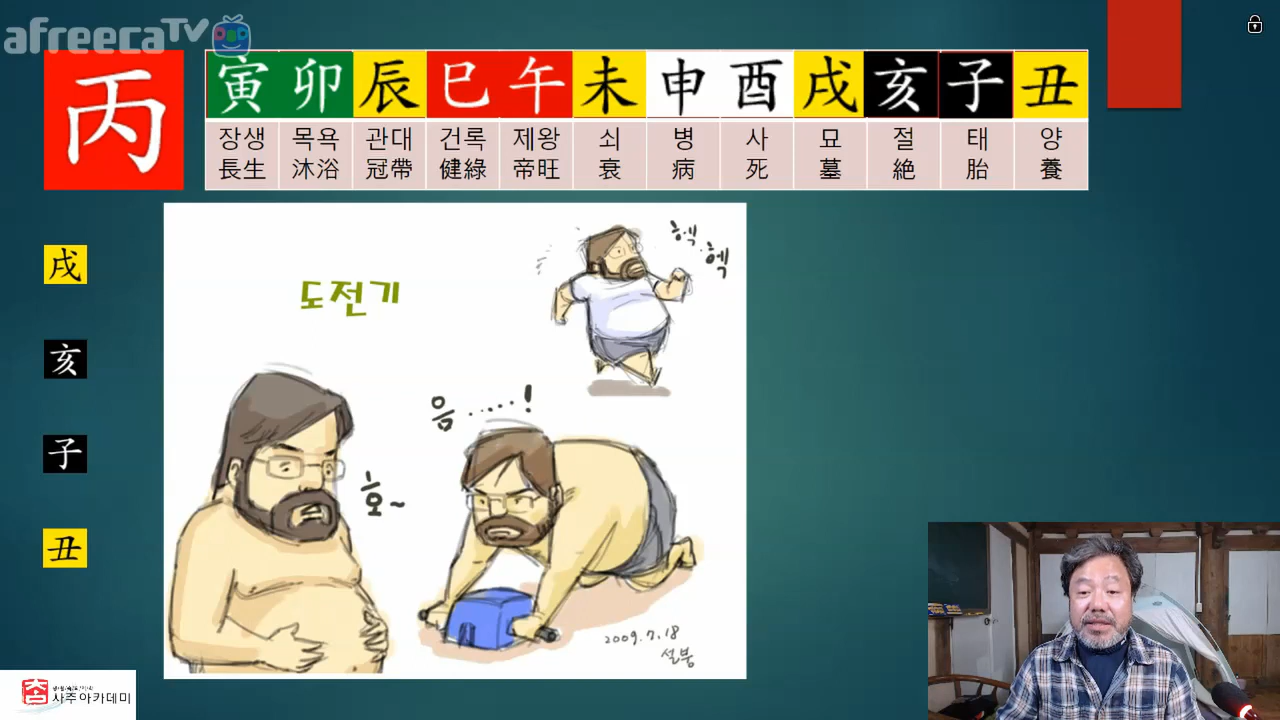 afreecaTV
丙
寅 卯 辰 巳 午 未 申 酉 戌 亥 子 丑
장생 목욕 관대 건록 제왕 쇠 병 사 묘 절 태 양
長生 沐浴 冠帶 健綠 帝旺 衰 病 死 墓 絶 胎 養
戌
亥
子
丑
도전기
헥.헥
음.....!
호~
2009.7.18
설붕
사주아카데미